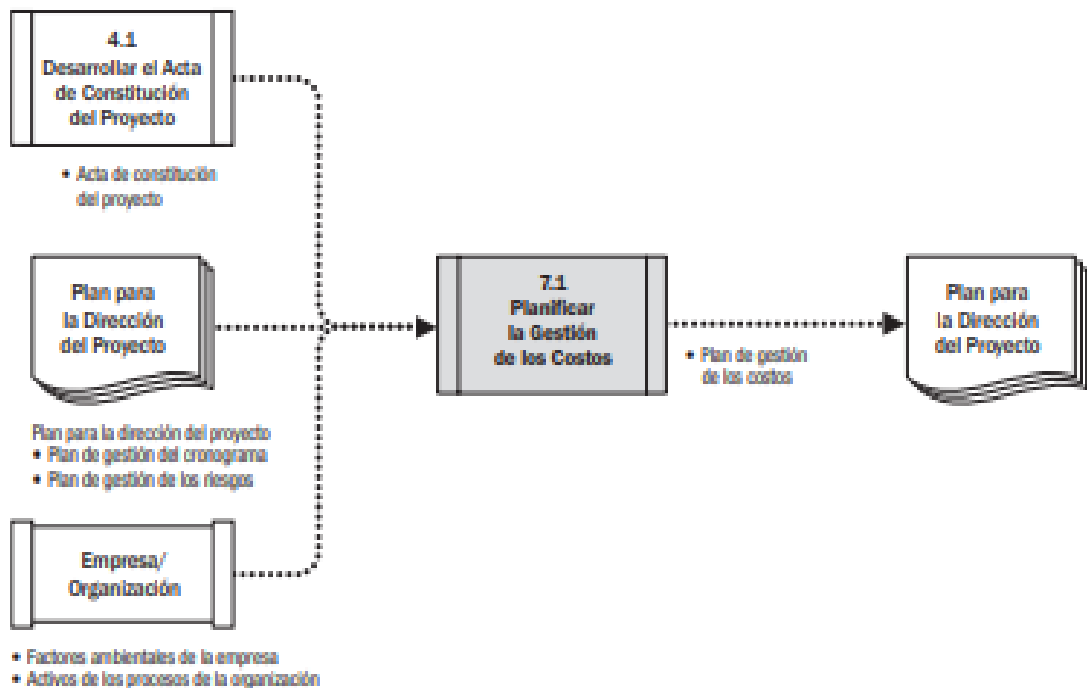 4.1
Desarrollar el Acta
de Constitución
del Proyecto
• Acta de constitución
del proyecto
Plan para
la Dirección
del Proyecto
Plan para la dirección del proyecto
• Plan de gestión del cronograma
• Plan de gestión de los riesgos
Empresa/
Organización
• Factores ambientales de la empresa
• Activos de los procesos de la organización
7.1
Planificar
la Gestión
de los Costos
• Plan de gestión
de los costos
Plan para
la Dirección
del Proyecto